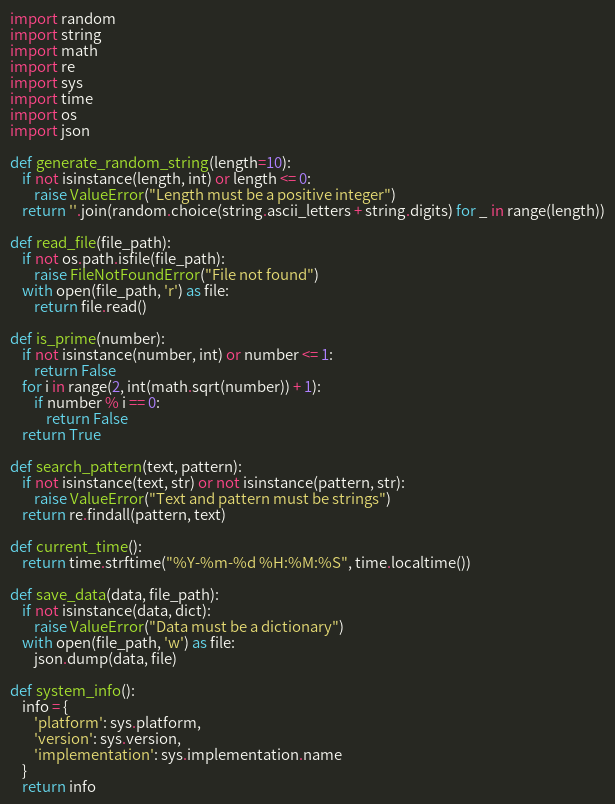 import random
import string
import math
import re
import sys
import time
import os
import json

def generate_random_string(length=10):
    if not isinstance(length, int) or length <= 0:
        raise ValueError("Length must be a positive integer")
    return ''.join(random.choice(string.ascii_letters + string.digits) for _ in range(length))

def read_file(file_path):
    if not os.path.isfile(file_path):
        raise FileNotFoundError("File not found")
    with open(file_path, 'r') as file:
        return file.read()

def is_prime(number):
    if not isinstance(number, int) or number <= 1:
        return False
    for i in range(2, int(math.sqrt(number)) + 1):
        if number % i == 0:
            return False
    return True

def search_pattern(text, pattern):
    if not isinstance(text, str) or not isinstance(pattern, str):
        raise ValueError("Text and pattern must be strings")
    return re.findall(pattern, text)

def current_time():
    return time.strftime("%Y-%m-%d %H:%M:%S", time.localtime())

def save_data(data, file_path):
    if not isinstance(data, dict):
        raise ValueError("Data must be a dictionary")
    with open(file_path, 'w') as file:
        json.dump(data, file)

def system_info():
    info = {
        'platform': sys.platform,
        'version': sys.version,
        'implementation': sys.implementation.name
    }
    return info